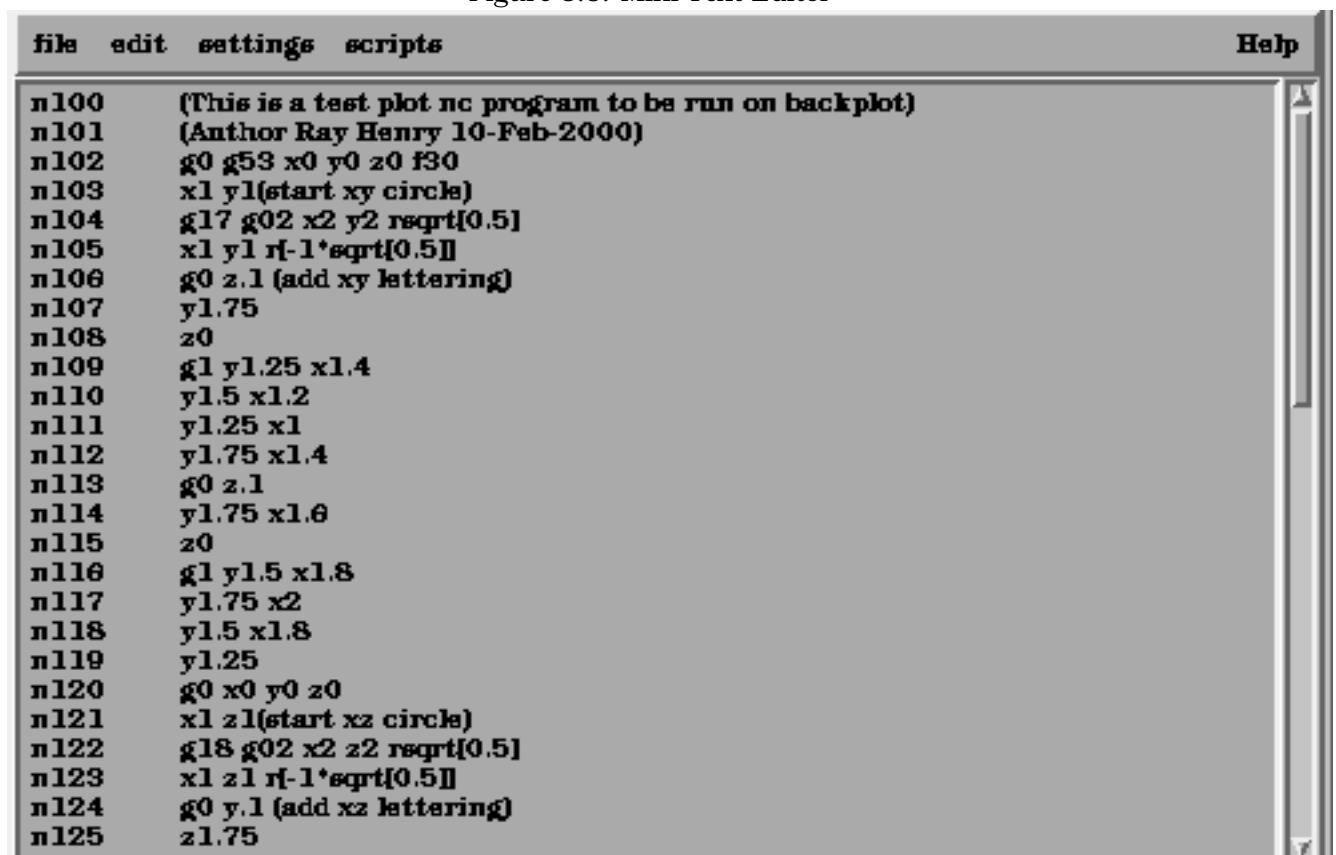 Figure 3.8: Mini Text Editor
file edit settings scripts Help
n100 (This is a test plot nc program to be run on backplot)
n101 (Author Ray Henry 10-Feb-2000)
n102 g0 g53 x0 y0 z0 f30
n103 x1 y1(start xy circle)
n104 g17 g02 x2 y2 rsqrt[0.5]
n105 x1 y1 r[-1*sqrt[0.5]]
n106 g0 z.1 (add xy lettering)
n107 y1.75
n108 z0
n109 g1 y1.25 x1.4
n110 y1.5 x1.2
n111 y1.25 x1
n112 y1.75 x1.4
n113 g0 z.1
n114 y1.75 x1.6
n115 z0
n116 g1 y1.5 x1.8
n117 y1.75 x2
n118 y1.5 x1.8
n119 y1.25
n120 g0 x0 y0 z0
n121 x1 z1(start xz circle)
n122 g18 g02 x2 z2 rsqrt[0.5]
n123 x1 z1 r[-1*sqrt[0.5]]
n124 g0 y.1 (add xz lettering)
n125 z1.75